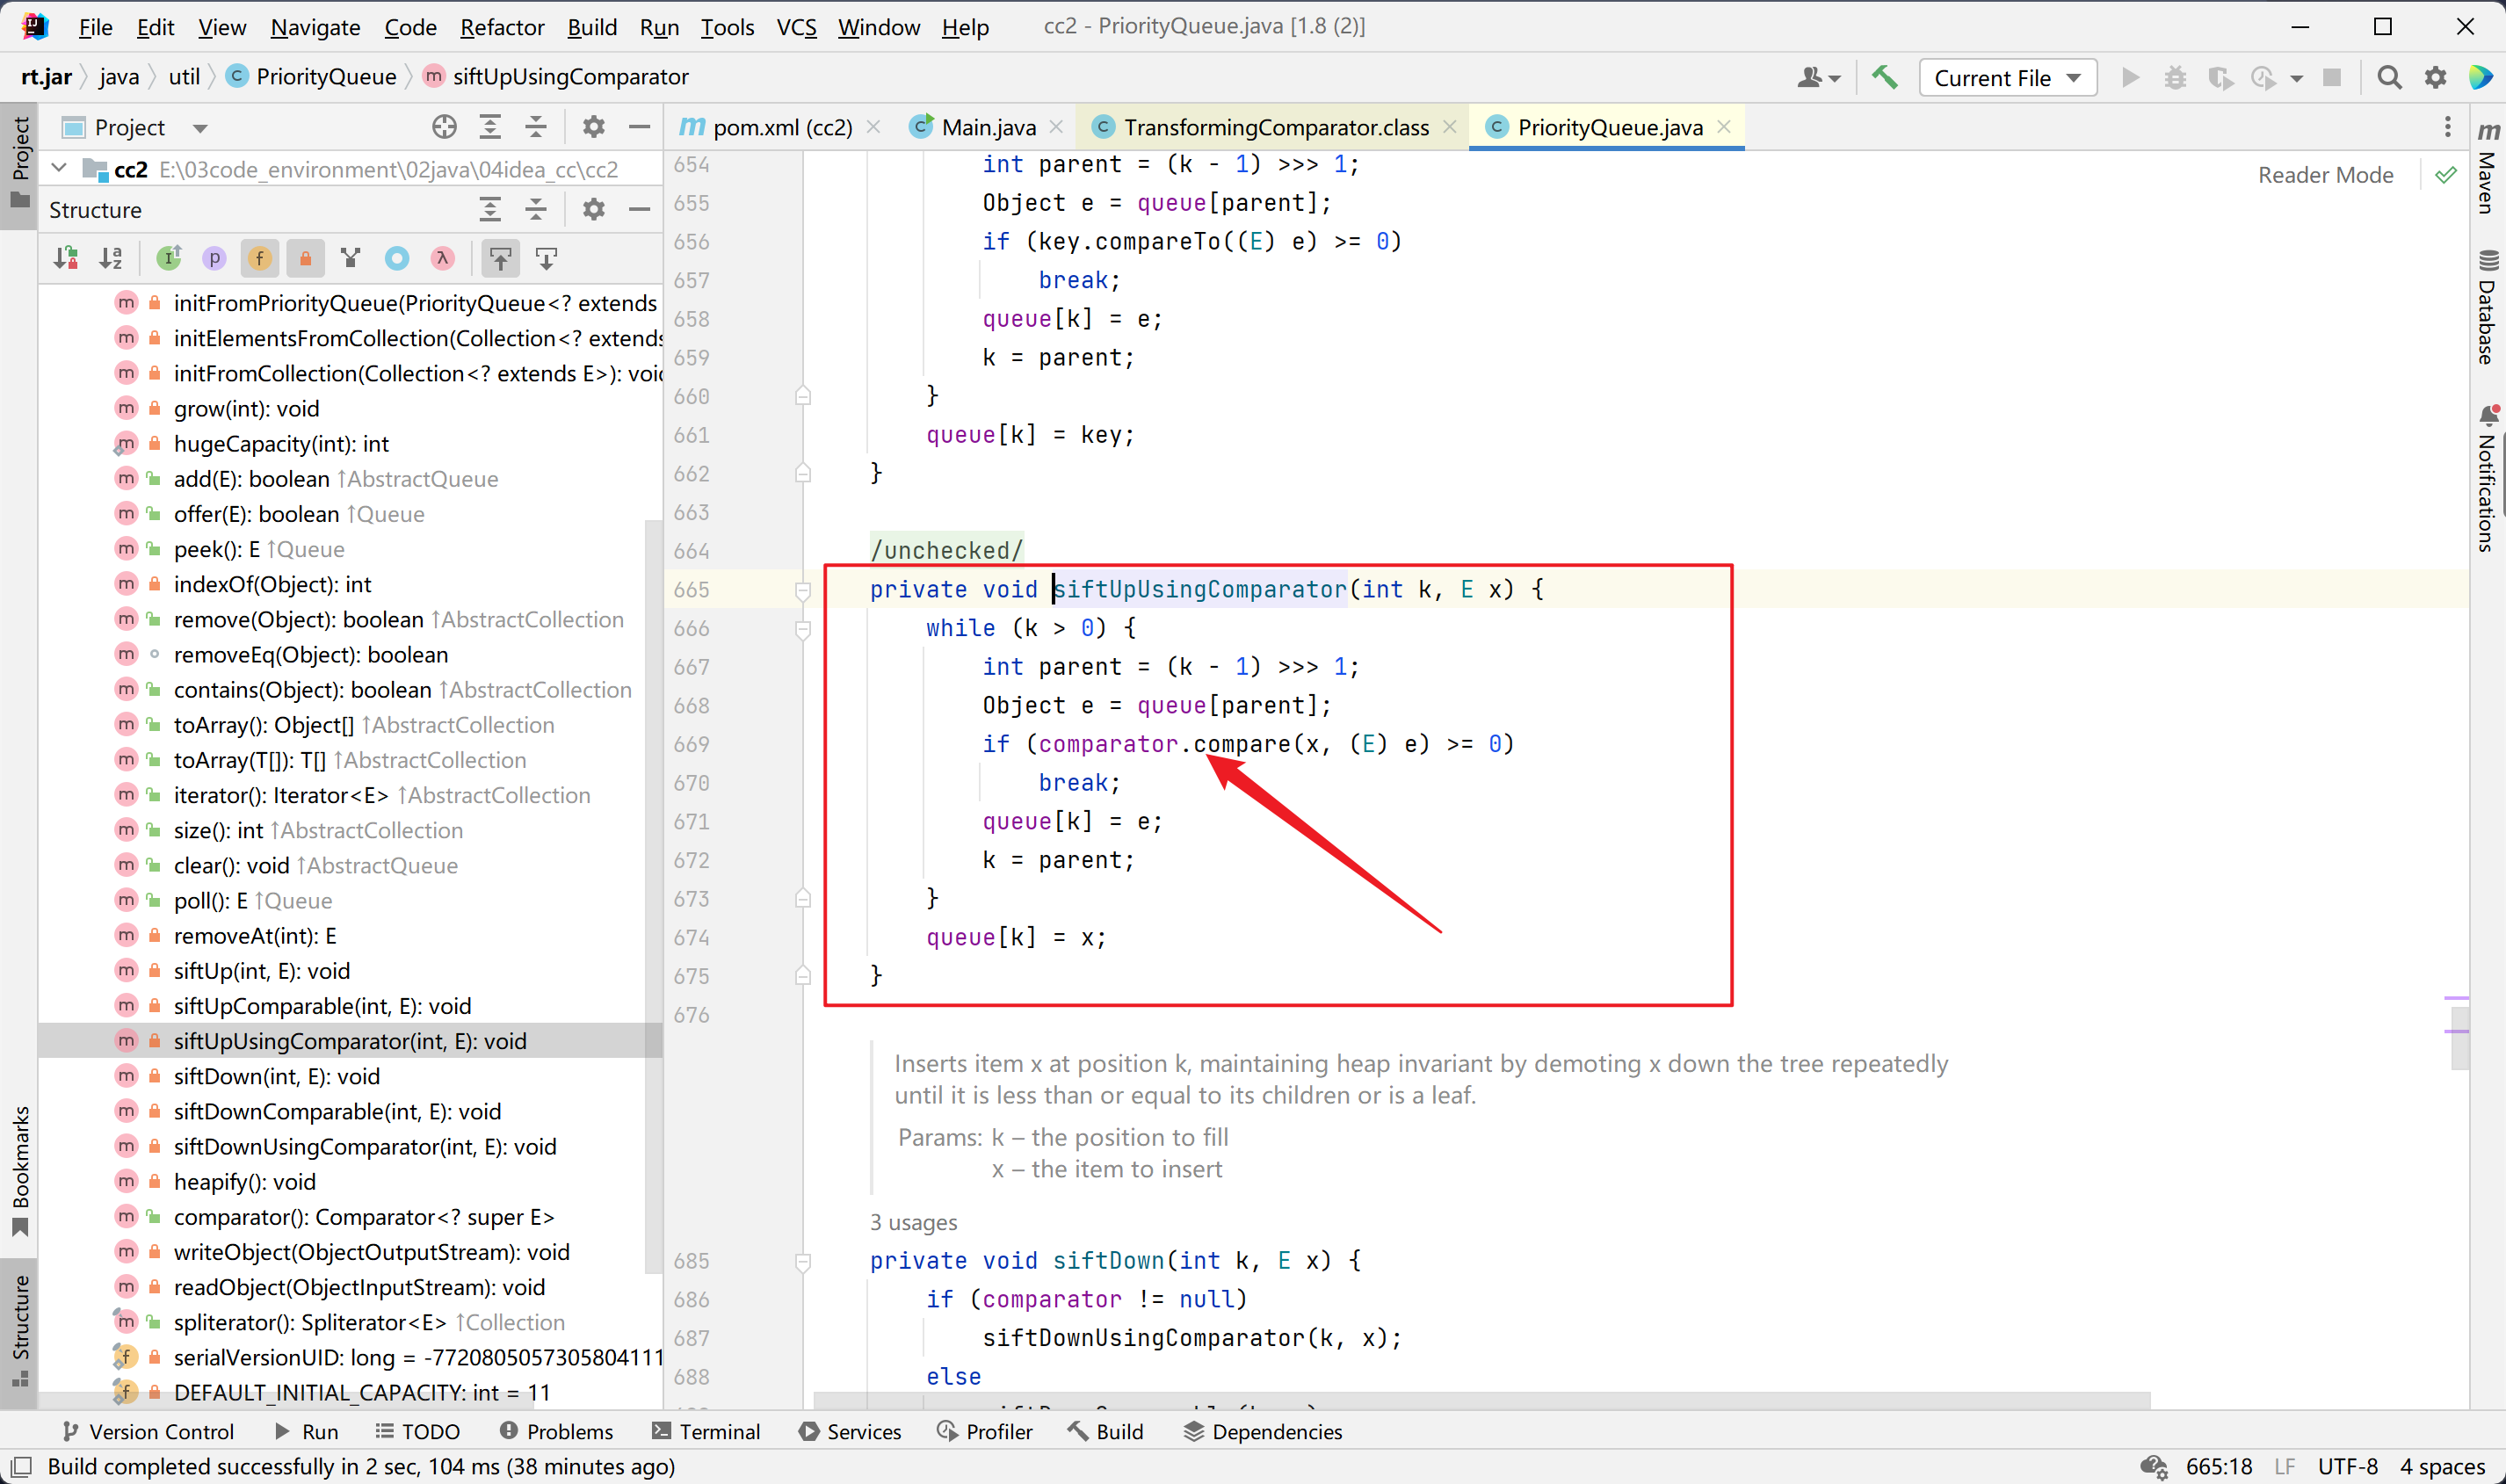 File Edit View Navigate Code Refactor Build Run Tools VCS Window Help cc2 - PriorityQueue.java [1.8 (2)]
rt.jar java util PriorityQueue siftUpUsingComparator Current File
Project
pom.xml (cc2) Main.java TransformingComparator.class PriorityQueue.java
cc2 E:\03code_environment\02java\04idea_cc\cc2
Structure
initFromPriorityQueue(PriorityQueue<? extends
initElementsFromCollection(Collection<? extends
initFromCollection(Collection<? extends E>): void
grow(int): void
hugeCapacity(int): int
add(E): boolean ↑AbstractQueue
offer(E): boolean ↑Queue
peek(): E ↑Queue
indexOf(Object): int
remove(Object): boolean ↑AbstractCollection
removeEq(Object): boolean
contains(Object): boolean ↑AbstractCollection
toArray(): Object[] ↑AbstractCollection
toArray(T[]): T[] ↑AbstractCollection
iterator(): Iterator<E> ↑AbstractCollection
size(): int ↑AbstractCollection
clear(): void ↑AbstractQueue
poll(): E ↑Queue
removeAt(int): E
siftUp(int, E): void
siftUpComparable(int, E): void
siftUpUsingComparator(int, E): void
siftDown(int, E): void
siftDownComparable(int, E): void
siftDownUsingComparator(int, E): void
heapify(): void
comparator(): Comparator<? super E>
writeObject(ObjectOutputStream): void
readObject(ObjectInputStream): void
spliterator(): Spliterator<E> ↑Collection
serialVersionUID: long = -7720805057305804111
DEFAULT_INITIAL_CAPACITY: int = 11
Reader Mode
654 int parent = (k - 1) >>> 1;
655 Object e = queue[parent];
656 if (key.compareTo((E) e) >= 0)
657 break;
658 queue[k] = e;
659 k = parent;
660 }
661 queue[k] = key;
662 }
663
664 /unchecked/
665 private void siftUpUsingComparator(int k, E x) {
666 while (k > 0) {
667 int parent = (k - 1) >>> 1;
668 Object e = queue[parent];
669 if (comparator.compare(x, (E) e) >= 0)
670 break;
671 queue[k] = e;
672 k = parent;
673 }
674 queue[k] = x;
675 }
676
Inserts item x at position k, maintaining heap invariant by demoting x down the tree repeatedly
until it is less than or equal to its children or is a leaf.
Params: k – the position to fill
x – the item to insert
3 usages
685 private void siftDown(int k, E x) {
686 if (comparator != null)
687 siftDownUsingComparator(k, x);
688 else
Project
Bookmarks
Structure
Maven
Database
Notifications
Version Control Run TODO Problems Terminal Services Profiler Build Dependencies
Build completed successfully in 2 sec, 104 ms (38 minutes ago) 665:18 LF UTF-8 4 spaces